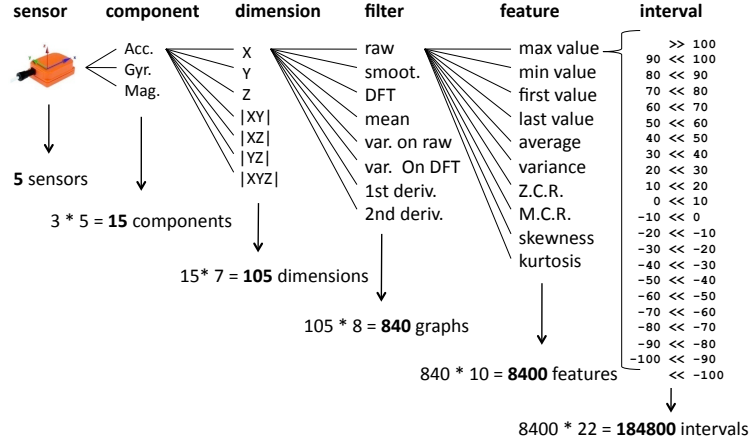 sensor component dimension filter feature interval
Acc.
Gyr.
Mag.
X
Y
Z
|XY|
|XZ|
|YZ|
|XYZ|
raw
smoot.
DFT
mean
var. on raw
var. On DFT
1st deriv.
2nd deriv.
max value
min value
first value
last value
average
variance
Z.C.R.
M.C.R.
skewness
kurtosis
>> 100
90 << 100
80 << 90
70 << 80
60 << 70
50 << 60
40 << 50
30 << 40
20 << 30
10 << 20
0 << 10
-10 << 0
-20 << -10
-30 << -20
-40 << -30
-50 << -40
-60 << -50
-70 << -60
-80 << -70
-90 << -80
-100 << -90
<< -100
5 sensors
3 * 5 = 15 components
15* 7 = 105 dimensions
105 * 8 = 840 graphs
840 * 10 = 8400 features
8400 * 22 = 184800 intervals